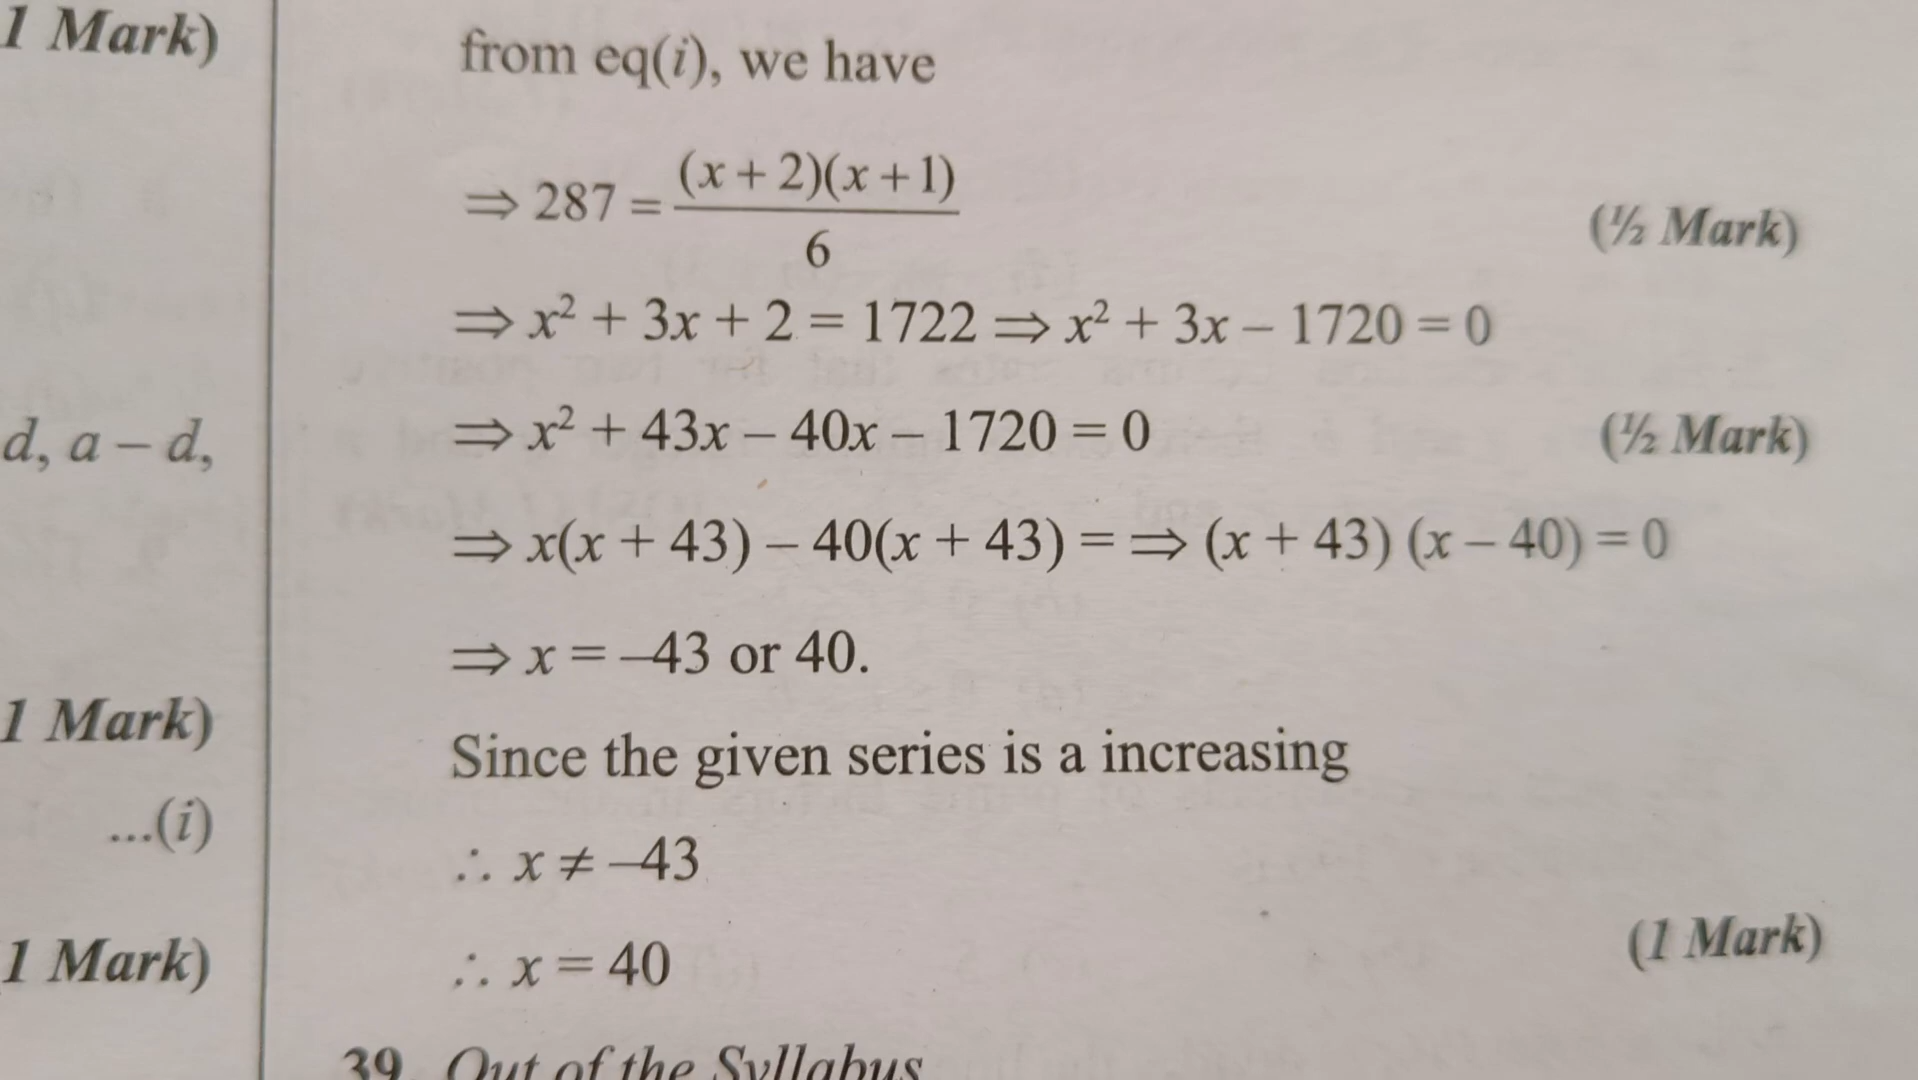 1 Mark)
d, a – d,
1 Mark)
...(i)
1 Mark)
from eq(i), we have
⇒ 287 = (x + 2)(x + 1)
6
(½ Mark)
⇒ x² + 3x + 2 = 1722 ⇒ x² + 3x – 1720 = 0
⇒ x² + 43x – 40x – 1720 = 0 (½ Mark)
⇒ x(x + 43) – 40(x + 43) = ⇒ (x + 43) (x – 40) = 0
⇒ x = –43 or 40.
Since the given series is a increasing
∴ x ≠ –43
∴ x = 40 (1 Mark)
39. Out of the Syllabus